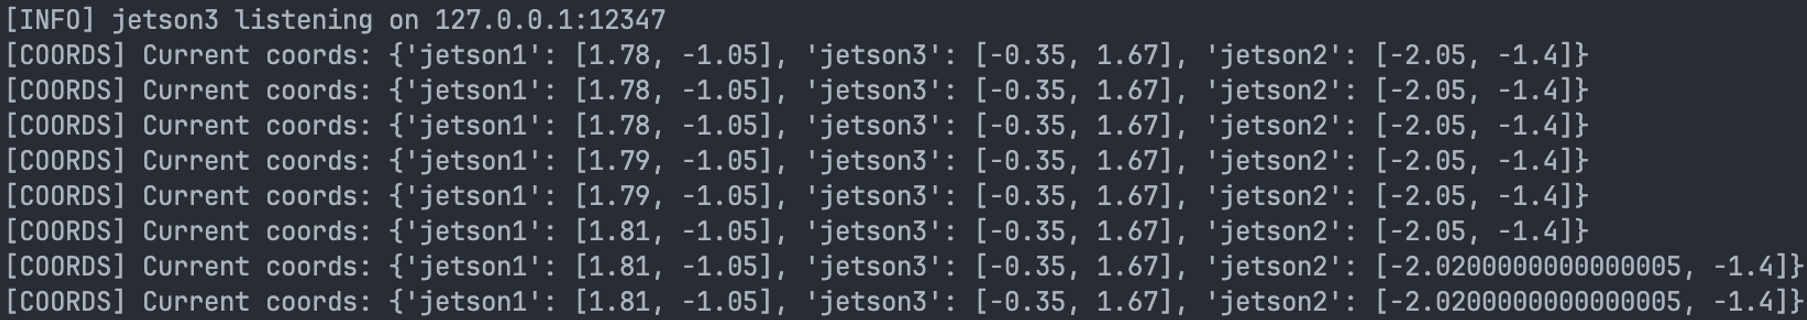 [INFO] jetson3 listening on 127.0.0.1:12347
[COORDS] Current coords: {'jetson1': [1.78, -1.05], 'jetson3': [-0.35, 1.67], 'jetson2': [-2.05, -1.4]}
[COORDS] Current coords: {'jetson1': [1.78, -1.05], 'jetson3': [-0.35, 1.67], 'jetson2': [-2.05, -1.4]}
[COORDS] Current coords: {'jetson1': [1.78, -1.05], 'jetson3': [-0.35, 1.67], 'jetson2': [-2.05, -1.4]}
[COORDS] Current coords: {'jetson1': [1.79, -1.05], 'jetson3': [-0.35, 1.67], 'jetson2': [-2.05, -1.4]}
[COORDS] Current coords: {'jetson1': [1.79, -1.05], 'jetson3': [-0.35, 1.67], 'jetson2': [-2.05, -1.4]}
[COORDS] Current coords: {'jetson1': [1.81, -1.05], 'jetson3': [-0.35, 1.67], 'jetson2': [-2.05, -1.4]}
[COORDS] Current coords: {'jetson1': [1.81, -1.05], 'jetson3': [-0.35, 1.67], 'jetson2': [-2.0200000000000005, -1.4]}
[COORDS] Current coords: {'jetson1': [1.81, -1.05], 'jetson3': [-0.35, 1.67], 'jetson2': [-2.0200000000000005, -1.4]}